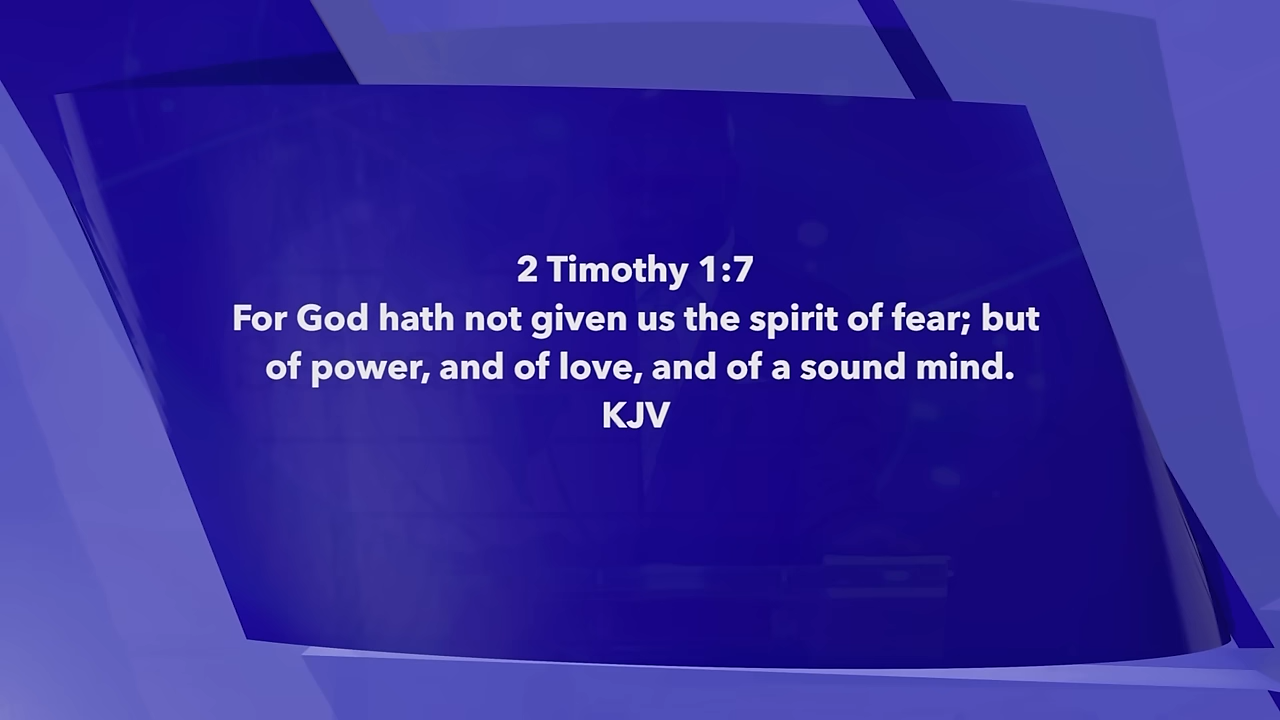 2 Timothy 1:7
For God hath not given us the spirit of fear; but
of power, and of love, and of a sound mind.
KJV